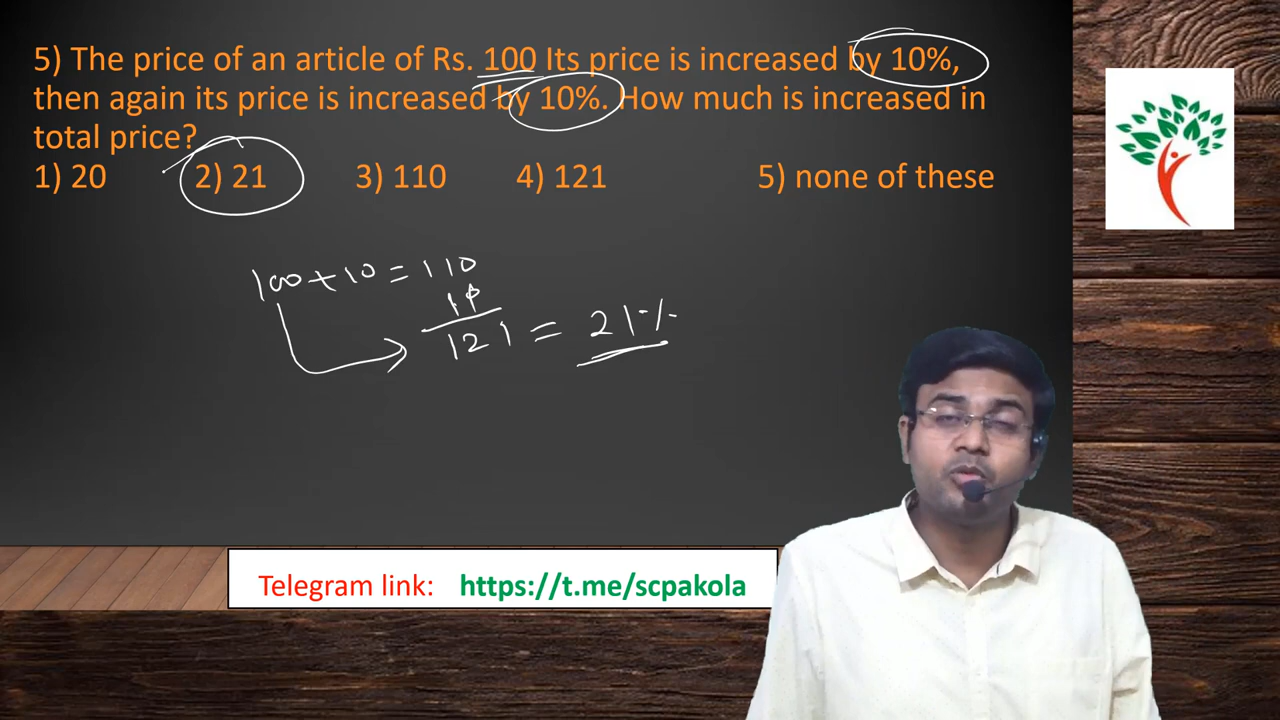 5) The price of an article of Rs. 100 Its price is increased by 10%,
then again its price is increased by 10%. How much is increased in
total price?
1) 20 2) 21 3) 110 4) 121 5) none of these
100 + 10 = 110
11
121 = 21%
Telegram link: https://t.me/scpakola